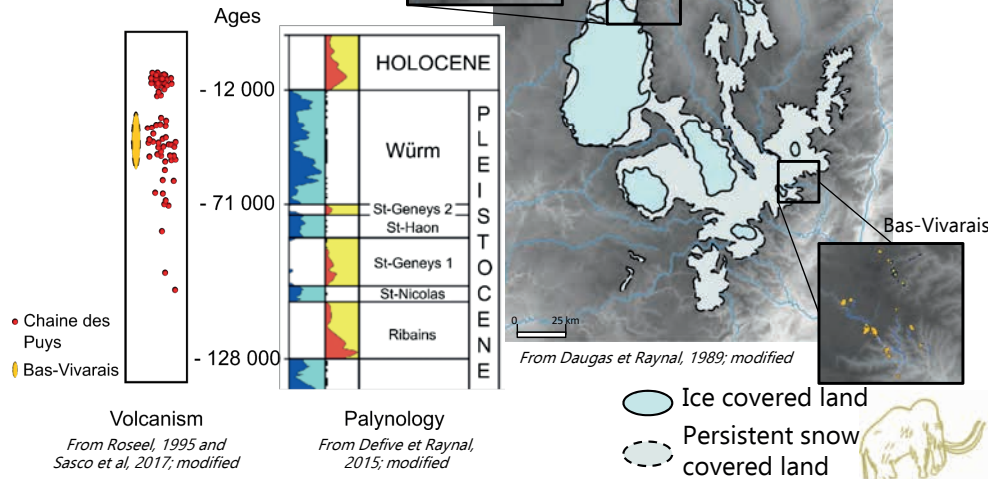 Ages
HOLOCENE
- 12 000
Würm
- 71 000
St-Geneys 2
St-Haon
St-Geneys 1
St-Nicolas
Ribains
- 128 000
PLEISTOCENE
Chaine des
Puys
Bas-Vivarais
Volcanism
From Roseel, 1995 and
Sasco et al, 2017; modified
Palynology
From Defive et Raynal,
2015; modified
Bas-Vivarais
0 25 km
From Daugas et Raynal, 1989; modified
Ice covered land
Persistent snow
covered land